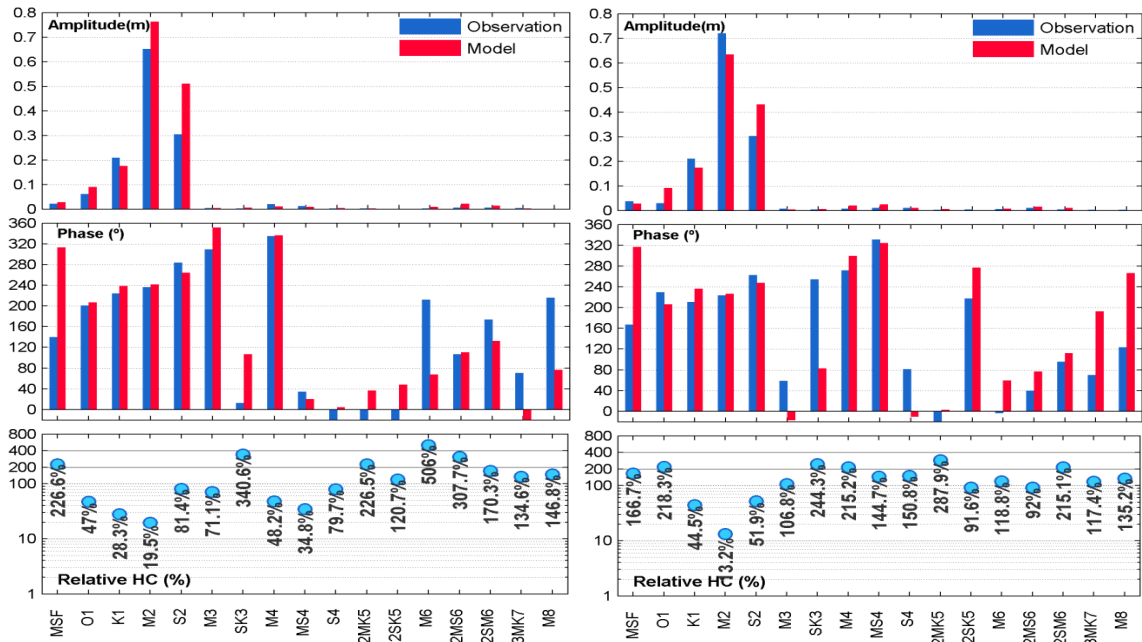 0.8
Amplitude(m)
Observation
Model
0.7
0.6
0.5
0.4
0.3
0.2
0.1
0
360
Phase (º)
320
280
240
200
160
120
80
40
0
800
400
200
100
10
1
226.6%
47%
28.3%
19.5%
81.4%
71.1%
340.6%
48.2%
34.8%
79.7%
226.5%
120.7%
506%
307.7%
170.3%
134.6%
146.8%
Relative HC (%)
MSF
O1
K1
M2
S2
M3
SK3
M4
MS4
S4
2MK5
2SK5
M6
2MS6
2SM6
3MK7
M8
0.8
Amplitude(m)
Observation
Model
0.7
0.6
0.5
0.4
0.3
0.2
0.1
0
360
Phase (º)
320
280
240
200
160
120
80
40
0
800
400
200
100
10
1
166.7%
218.3%
44.5%
13.2%
51.9%
106.8%
244.3%
215.2%
144.7%
150.8%
287.9%
91.6%
118.8%
92%
215.1%
117.4%
135.2%
Relative HC (%)
MSF
O1
K1
M2
S2
M3
SK3
M4
MS4
S4
2MK5
2SK5
M6
2MS6
2SM6
3MK7
M8